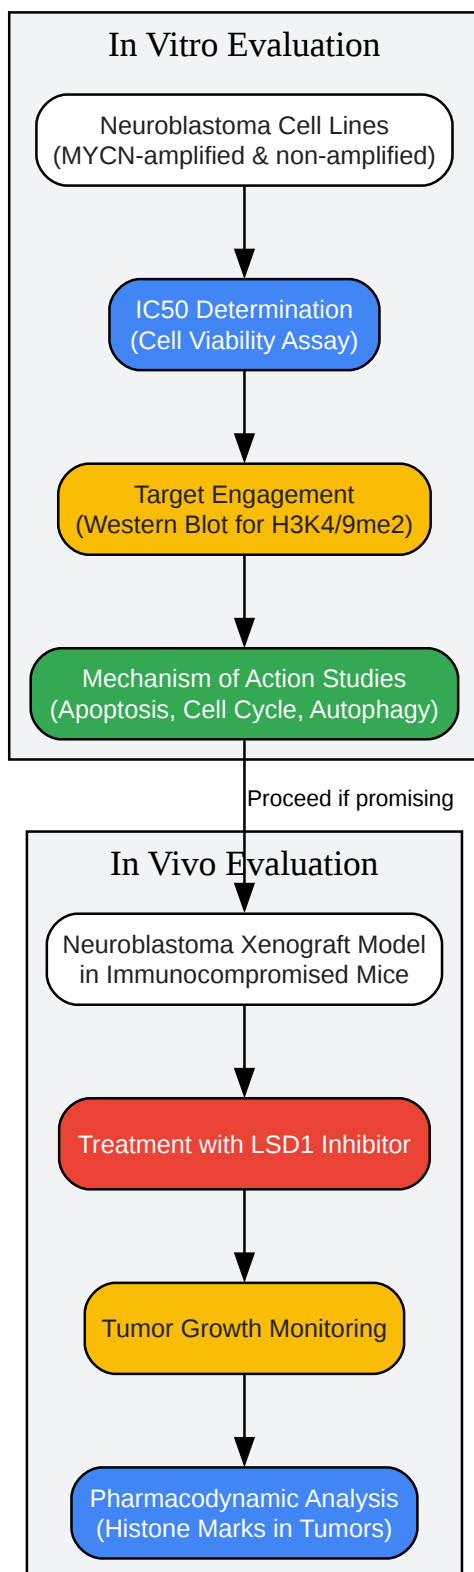 In Vitro Evaluation
Neuroblastoma Cell Lines
(MYCN-amplified & non-amplified)
IC50 Determination
(Cell Viability Assay)
Target Engagement
(Western Blot for H3K4/9me2)
Mechanism of Action Studies
(Apoptosis, Cell Cycle, Autophagy)
Proceed if promising
In Vivo Evaluation
Neuroblastoma Xenograft Model
in Immunocompromised Mice
Treatment with LSD1 Inhibitor
Tumor Growth Monitoring
Pharmacodynamic Analysis
(Histone Marks in Tumors)